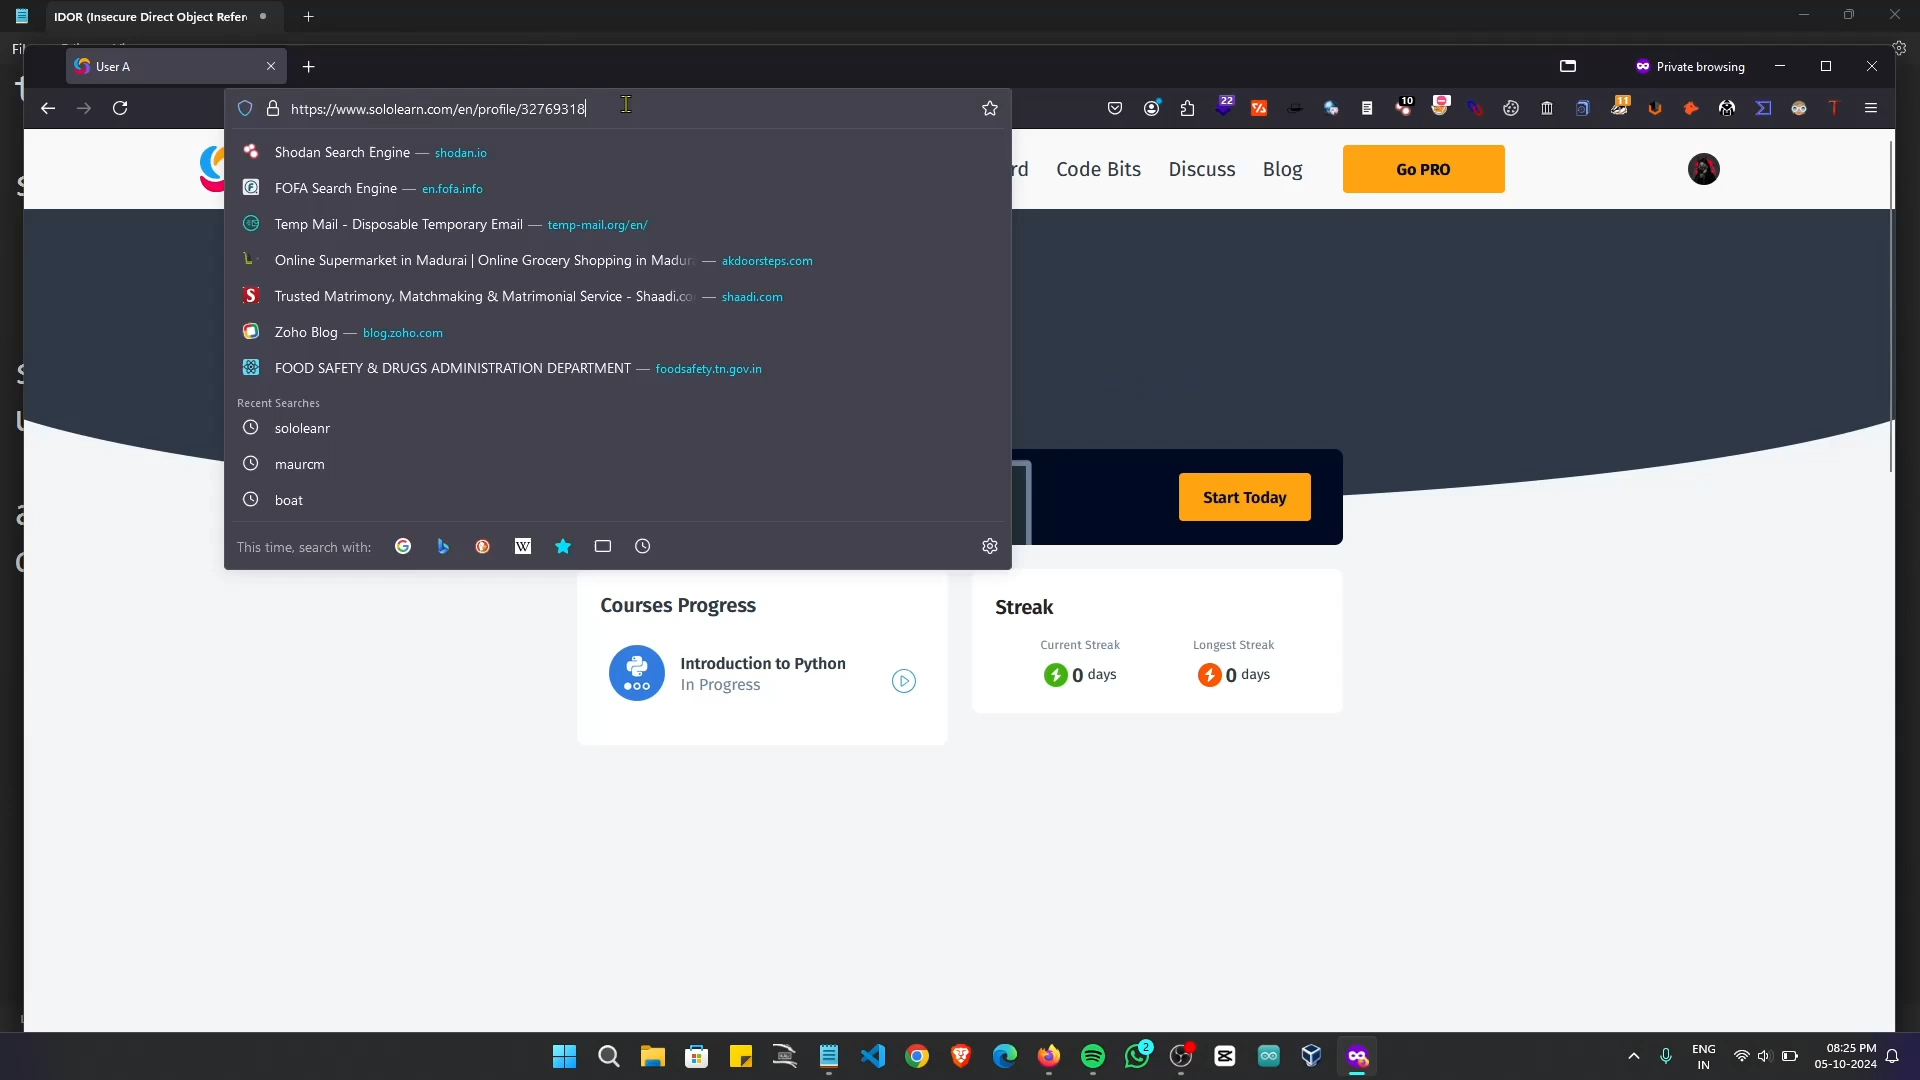 IDOR (Insecure Direct Object Refer
User A
Private browsing
https://www.sololearn.com/en/profile/32769318
22
10
11
Shodan Search Engine — shodan.io
FOFA Search Engine — en.fofa.info
Temp Mail - Disposable Temporary Email — temp-mail.org/en/
Online Supermarket in Madurai | Online Grocery Shopping in Madura — akdoorsteps.com
Trusted Matrimony, Matchmaking & Matrimonial Service - Shaadi.co — shaadi.com
Zoho Blog — blog.zoho.com
FOOD SAFETY & DRUGS ADMINISTRATION DEPARTMENT — foodsafety.tn.gov.in
Recent Searches
sololeanr
maurcm
boat
This time, search with:
rd Code Bits Discuss Blog Go PRO
Start Today
Courses Progress
Introduction to Python
In Progress
Streak
Current Streak Longest Streak
0 days 0 days
2
ENG
IN
08:25 PM
05-10-2024